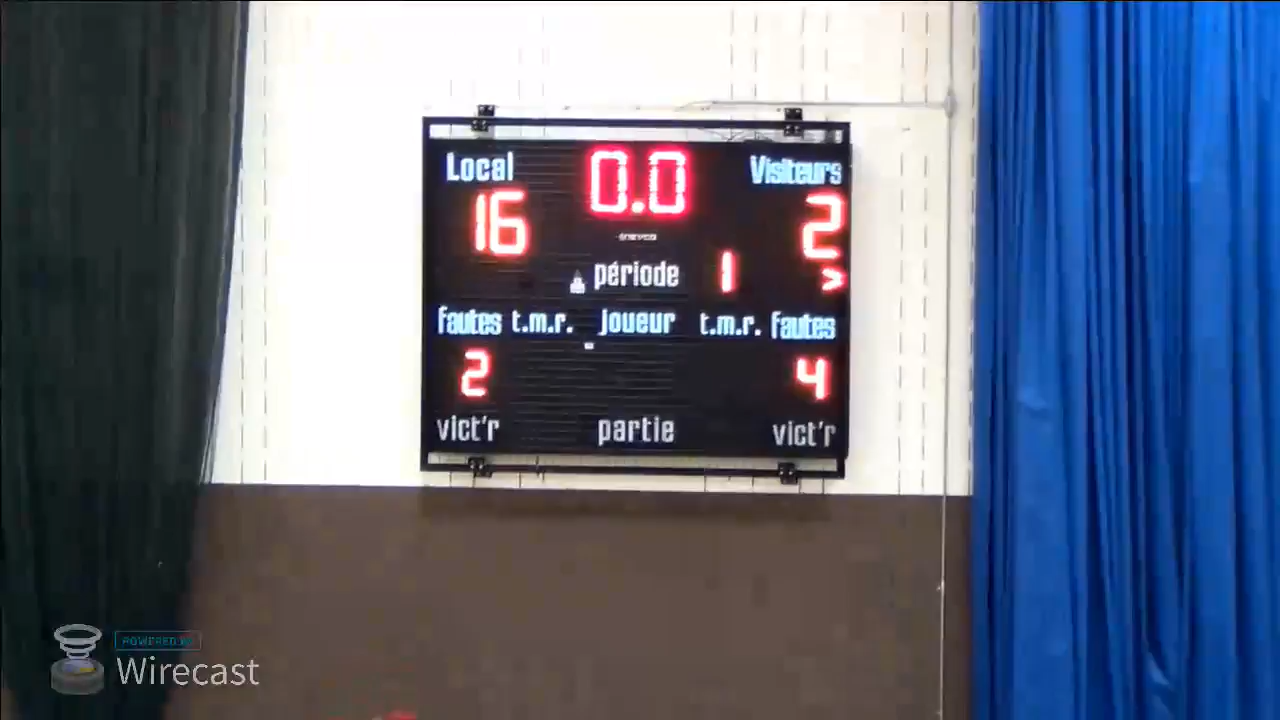 Local 0.0 Visiteurs
16 2
période 1 >
fautes t.m.r. joueur t.m.r. fautes
2 4
vict'r partie vict'r
POWERED BY
Wirecast